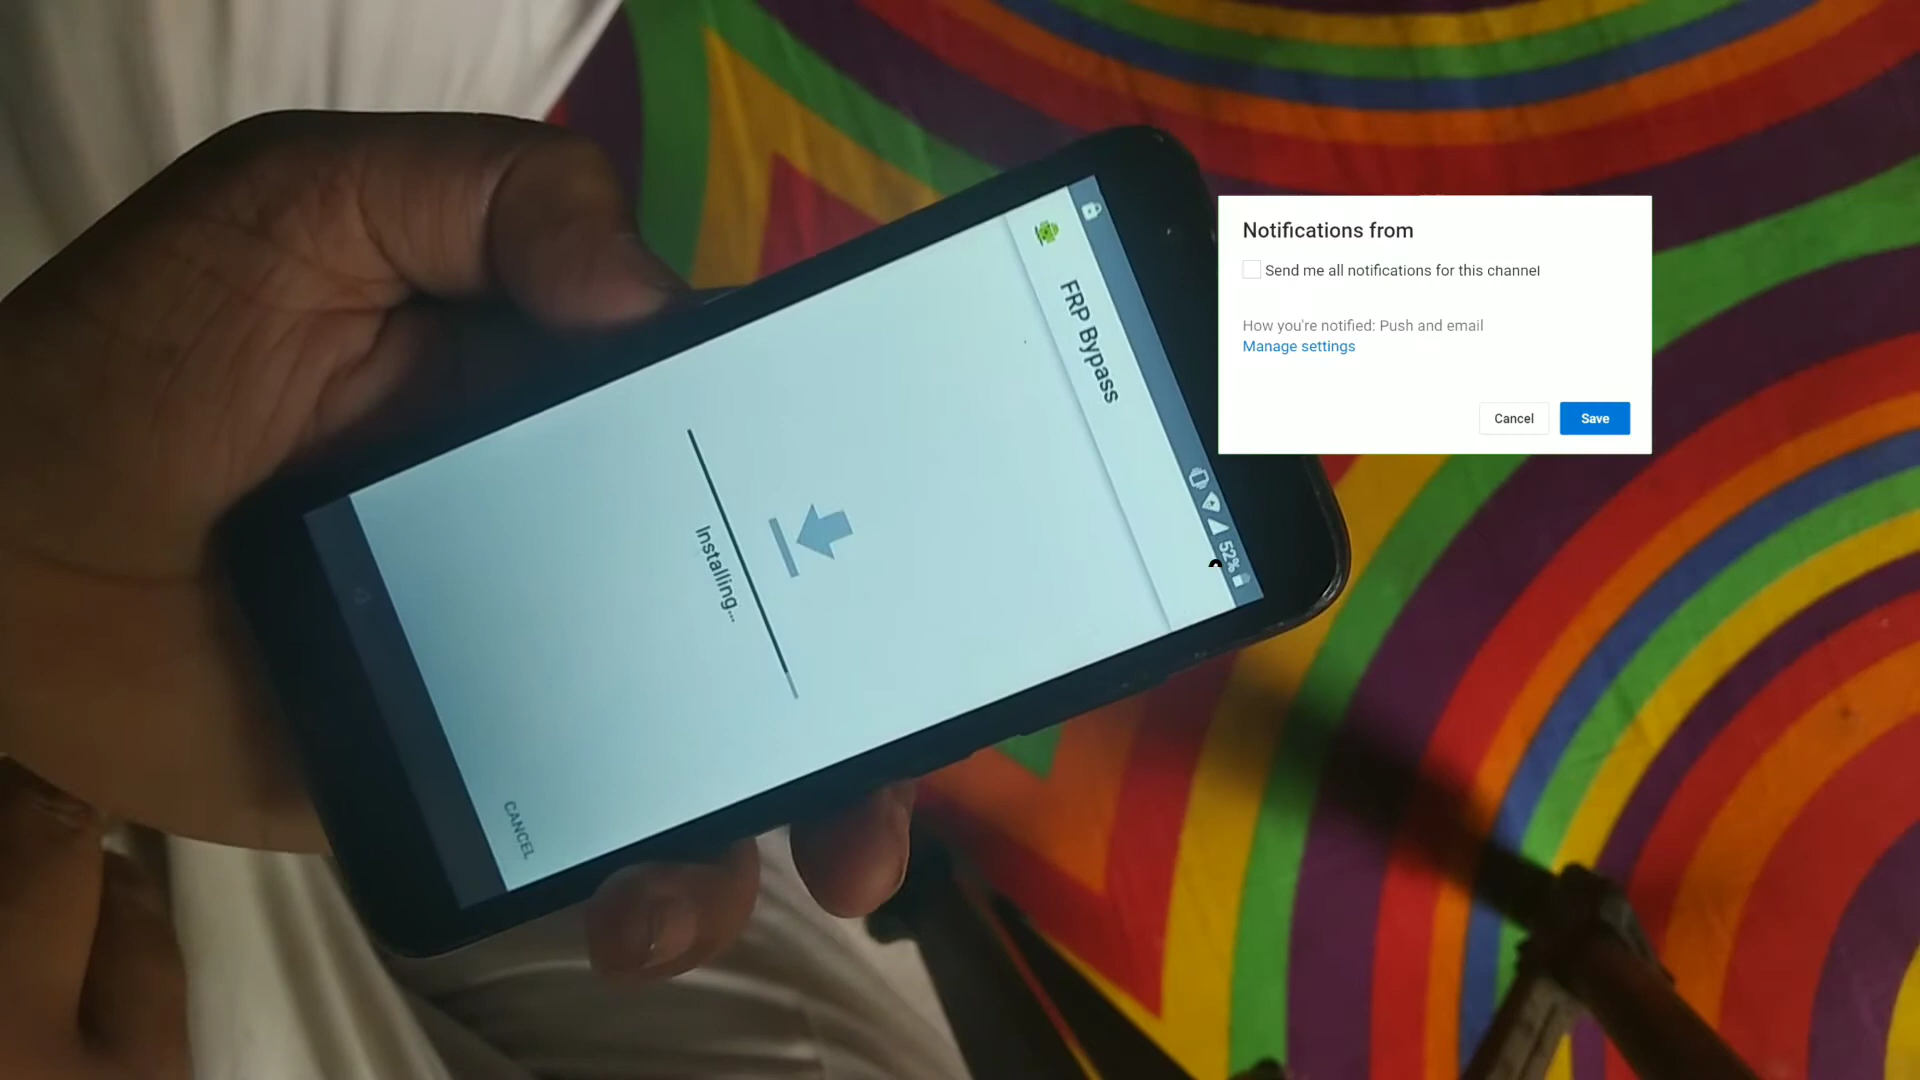 FRP Bypass
52%
Installing...
CANCEL
Notifications from
Send me all notifications for this channel
How you're notified: Push and email
Manage settings
Cancel
Save